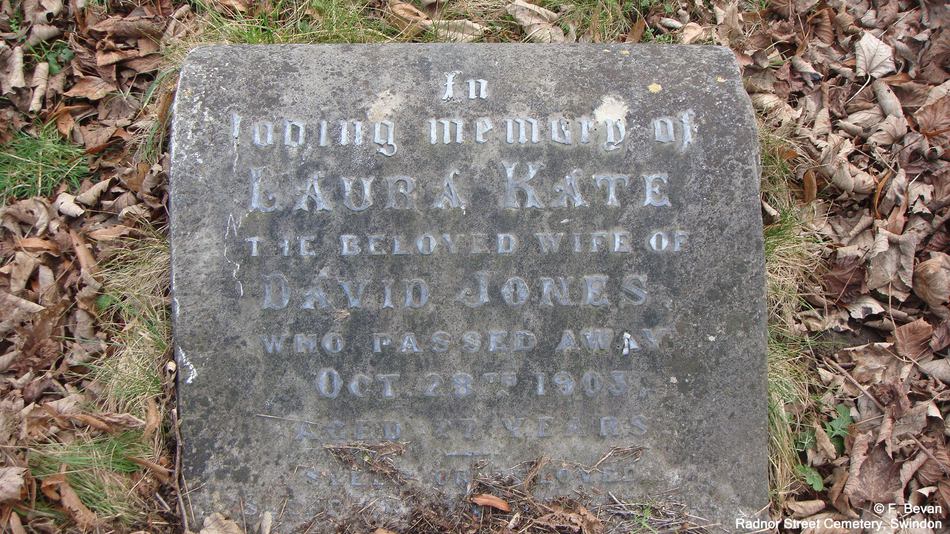 In
loving memory of
LAURA KATE
THE BELOVED WIFE OF
DAVID JONES
WHO PASSED AWAY
OCT 28TH 1903,
AGED 27 YEARS
© F. Bevan
Radnor Street Cemetery, Swindon